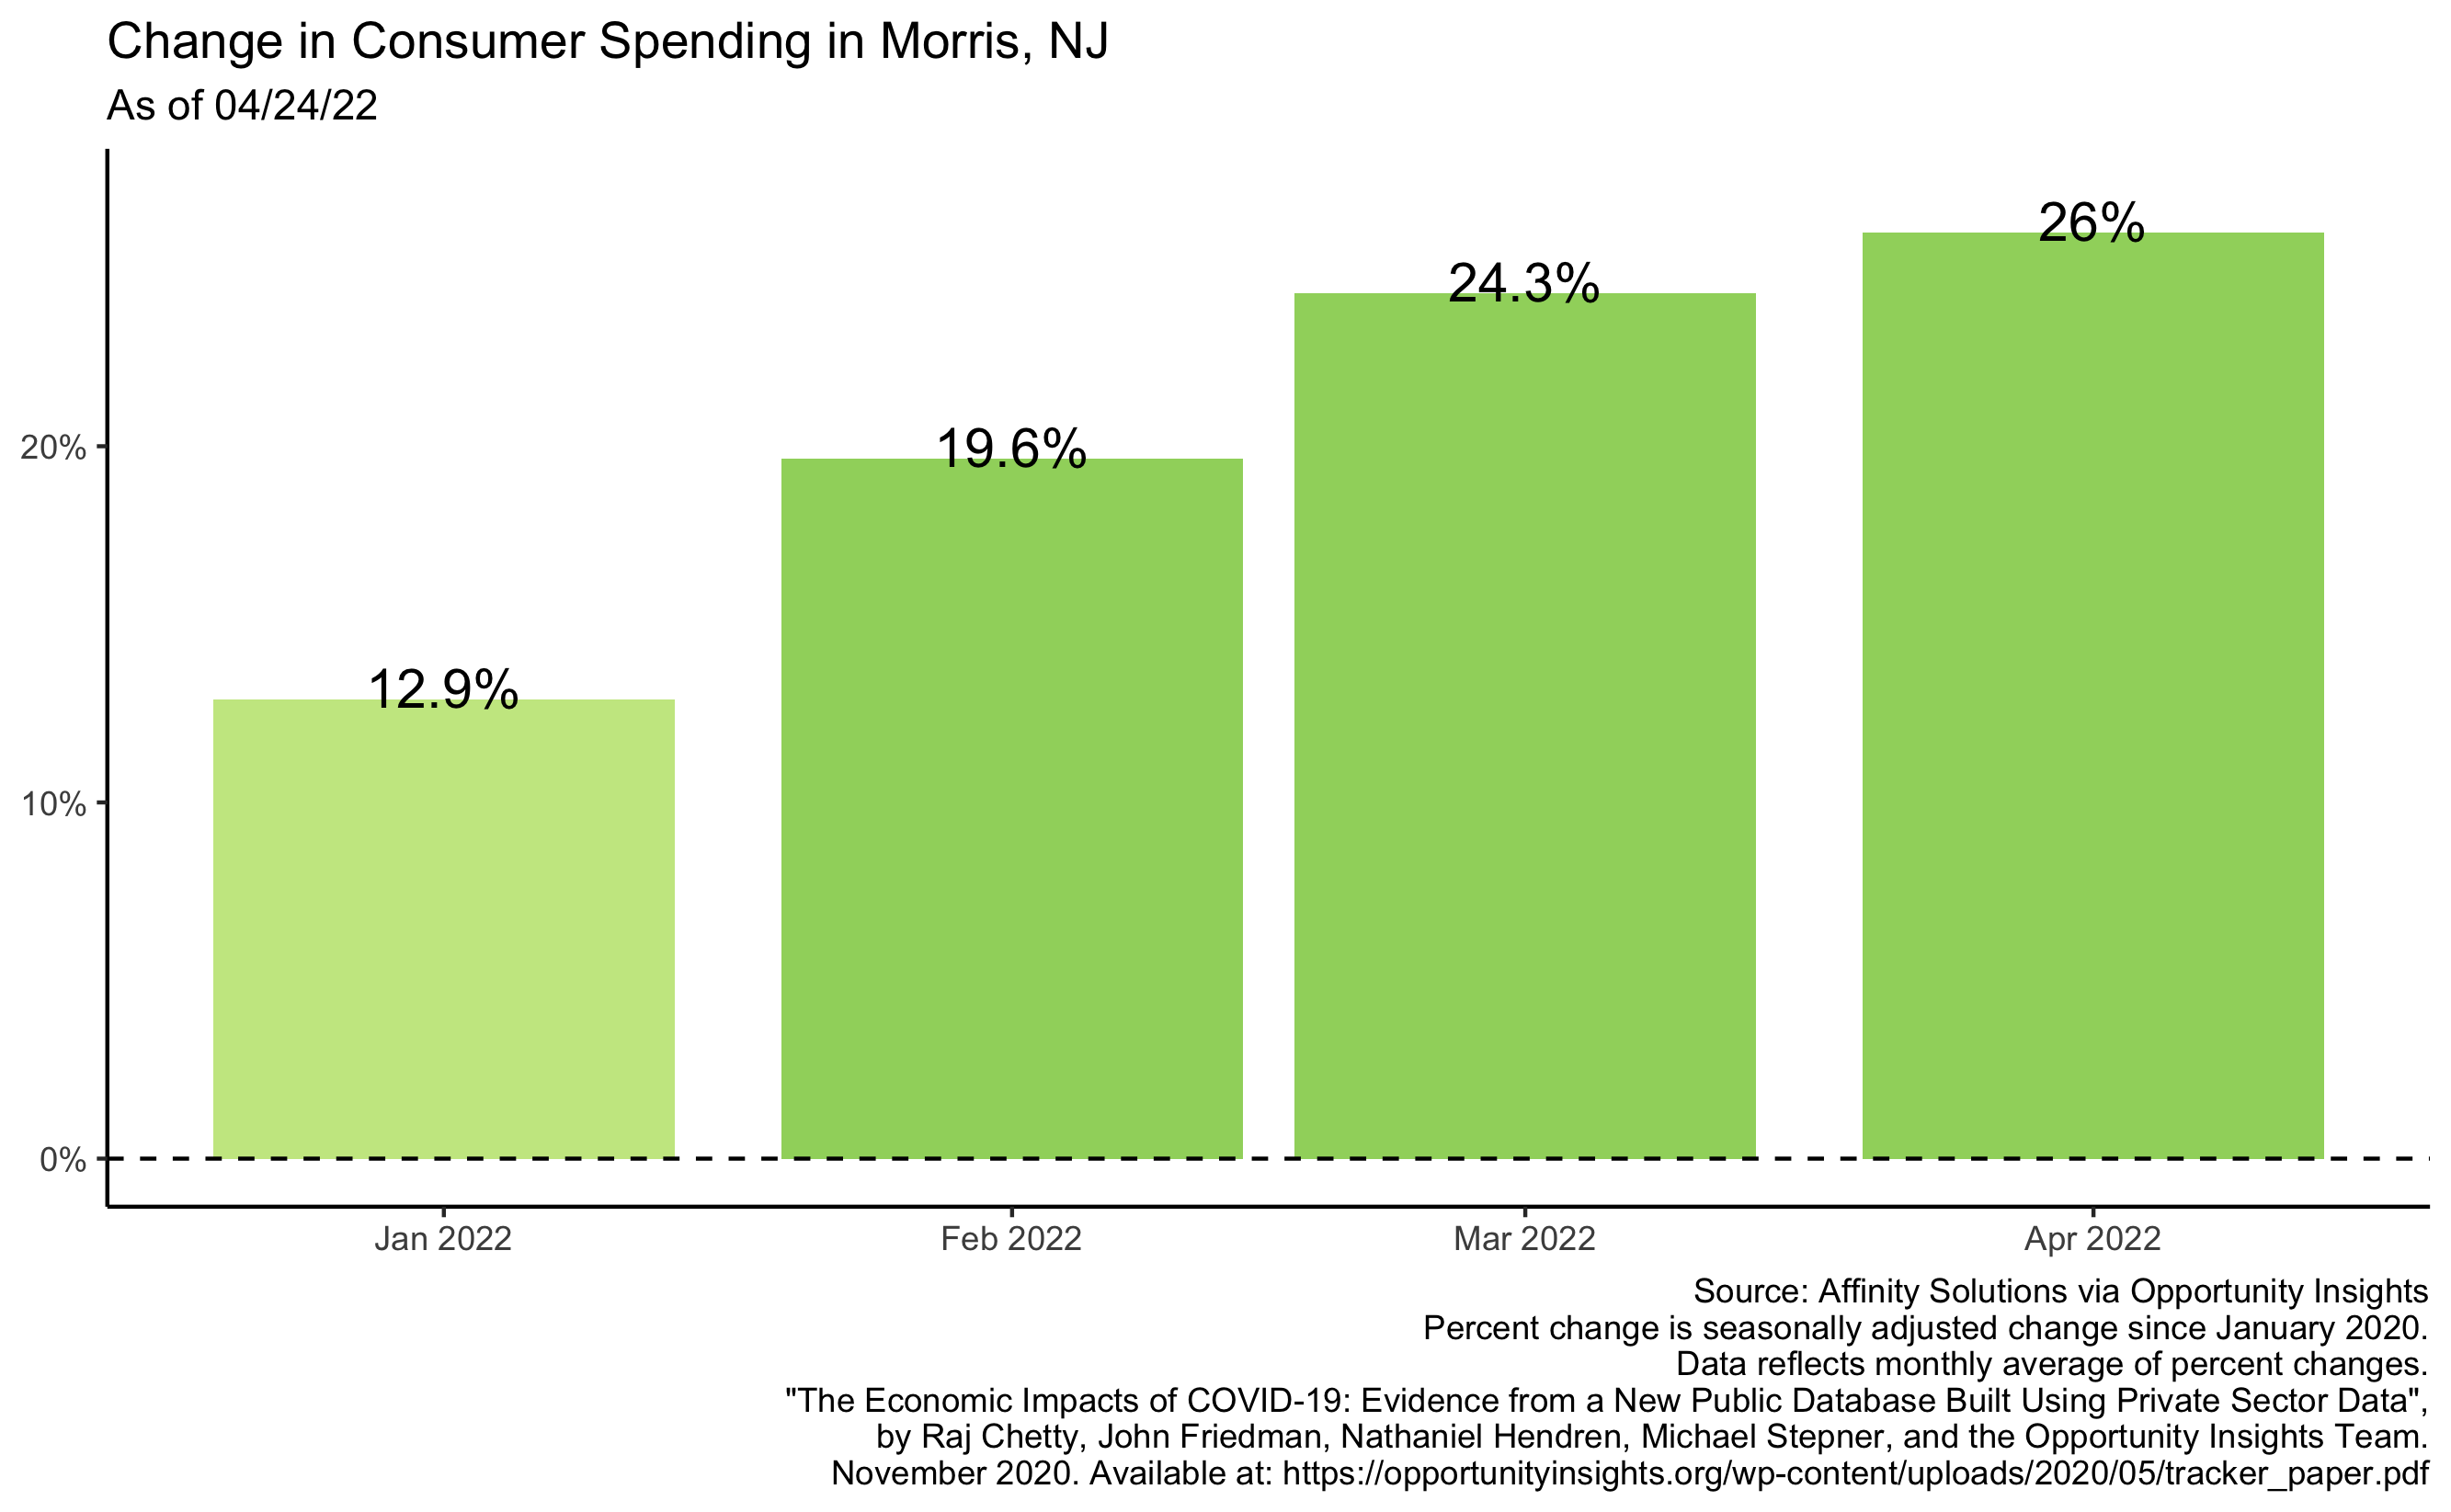 Change in Consumer Spending in Morris, NJ
As of 04/24/22
26%
24.3%
20%
19.6%
12.9%
10%
0%
Jan 2022 Feb 2022 Mar 2022 Apr 2022
Source: Affinity Solutions via Opportunity Insights
Percent change is seasonally adjusted change since January 2020.
Data reflects monthly average of percent changes.
"The Economic Impacts of COVID-19: Evidence from a New Public Database Built Using Private Sector Data",
by Raj Chetty, John Friedman, Nathaniel Hendren, Michael Stepner, and the Opportunity Insights Team.
November 2020. Available at: https://opportunityinsights.org/wp-content/uploads/2020/05/tracker_paper.pdf